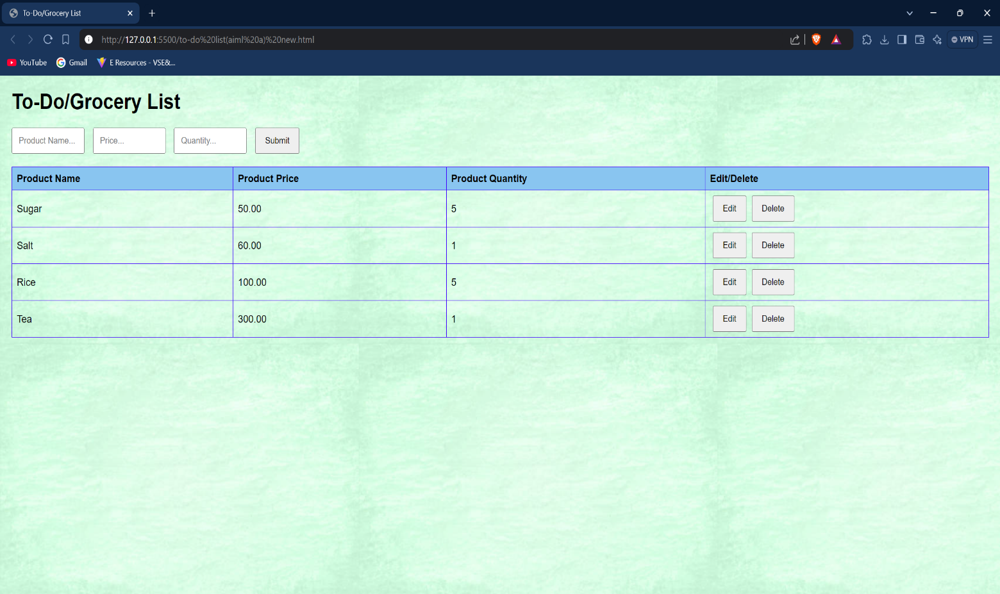 To-Do/Grocery List
http://127.0.0.1:5500/to-do%20list(aiml%20a)%20new.html
VPN
YouTube Gmail E Resources - VSE&...
To-Do/Grocery List
Product Name... Price... Quantity... Submit
Product Name Product Price Product Quantity Edit/Delete
Sugar 50.00 5 Edit Delete
Salt 60.00 1 Edit Delete
Rice 100.00 5 Edit Delete
Tea 300.00 1 Edit Delete